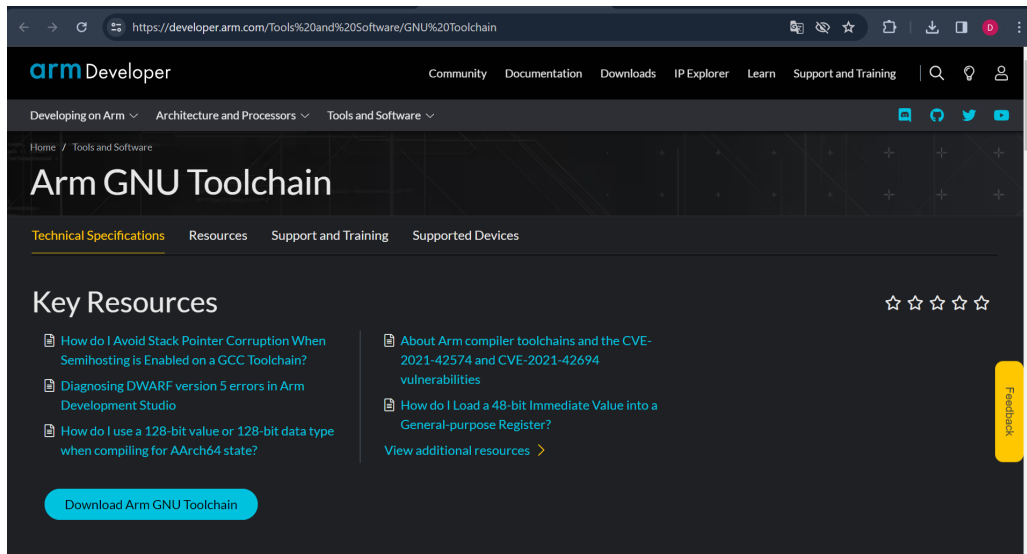 https://developer.arm.com/Tools%20and%20Software/GNU%20Toolchain
D
arm Developer
Community Documentation Downloads IP Explorer Learn Support and Training
Developing on Arm Architecture and Processors Tools and Software
Home / Tools and Software
Arm GNU Toolchain
Technical Specifications Resources Support and Training Supported Devices
Key Resources
How do I Avoid Stack Pointer Corruption When
Semihosting is Enabled on a GCC Toolchain?
Diagnosing DWARF version 5 errors in Arm
Development Studio
How do I use a 128-bit value or 128-bit data type
when compiling for AArch64 state?
About Arm compiler toolchains and the CVE-
2021-42574 and CVE-2021-42694
vulnerabilities
How do I Load a 48-bit Immediate Value into a
General-purpose Register?
View additional resources
Feedback
Download Arm GNU Toolchain